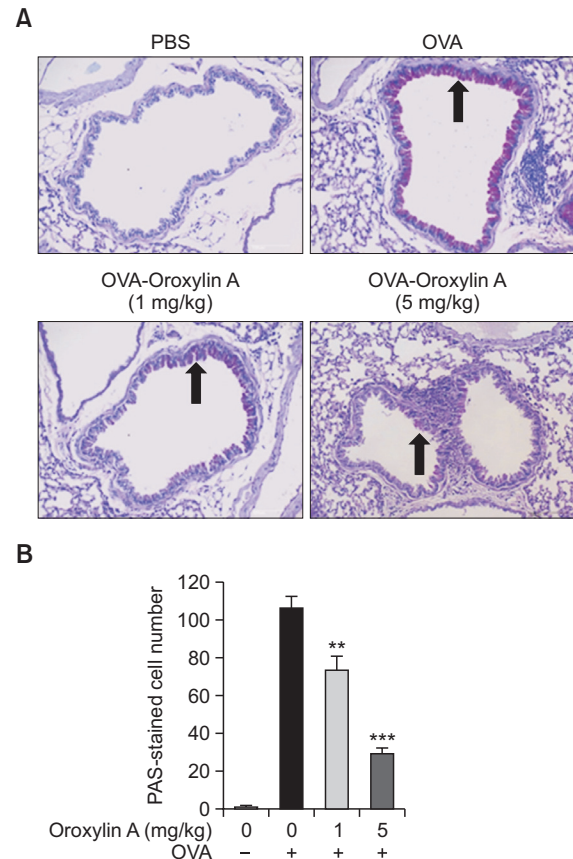 A
PBS OVA
OVA-Oroxylin A OVA-Oroxylin A
(1 mg/kg) (5 mg/kg)
B
PAS-stained cell number
120
100
80
60
40
20
0
**
***
Oroxylin A (mg/kg) 0 0 1 5
OVA – + + +